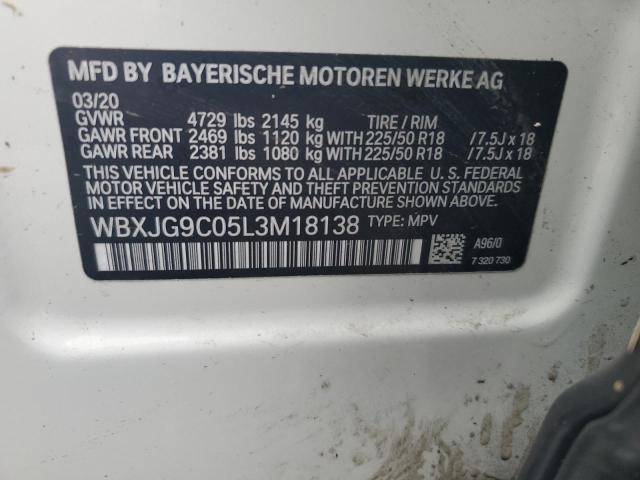 MFD BY BAYERISCHE MOTOREN WERKE AG
03/20
GVWR 4729 lbs 2145 kg TIRE / RIM
GAWR FRONT 2469 lbs 1120 kg WITH 225/50 R18 / 7.5J x 18
GAWR REAR 2381 lbs 1080 kg WITH 225/50 R18 / 7.5J x 18
THIS VEHICLE CONFORMS TO ALL APPLICABLE U. S. FEDERAL
MOTOR VEHICLE SAFETY, BUMPER, AND THEFT PREVENTION
STANDARDS IN EFFECT ON THE DATE OF MANUFACTURE SHOWN ABOVE.
WBXJG9C05L3M18138 TYPE: MPV
A96/0
7 320 730